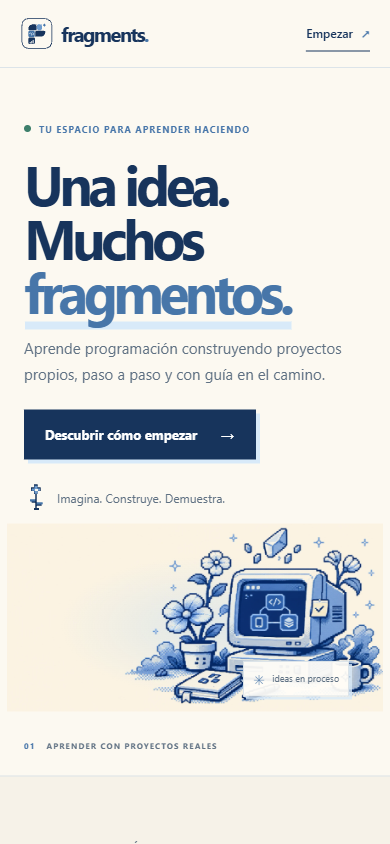 fragments.
Empezar ↗
TU ESPACIO PARA APRENDER HACIENDO
Una idea.
Muchos
fragmentos.
Aprende programación construyendo proyectos
propios, paso a paso y con guía en el camino.
Descubrir cómo empezar →
Imagina. Construye. Demuestra.
ideas en proceso
01 APRENDER CON PROYECTOS REALES